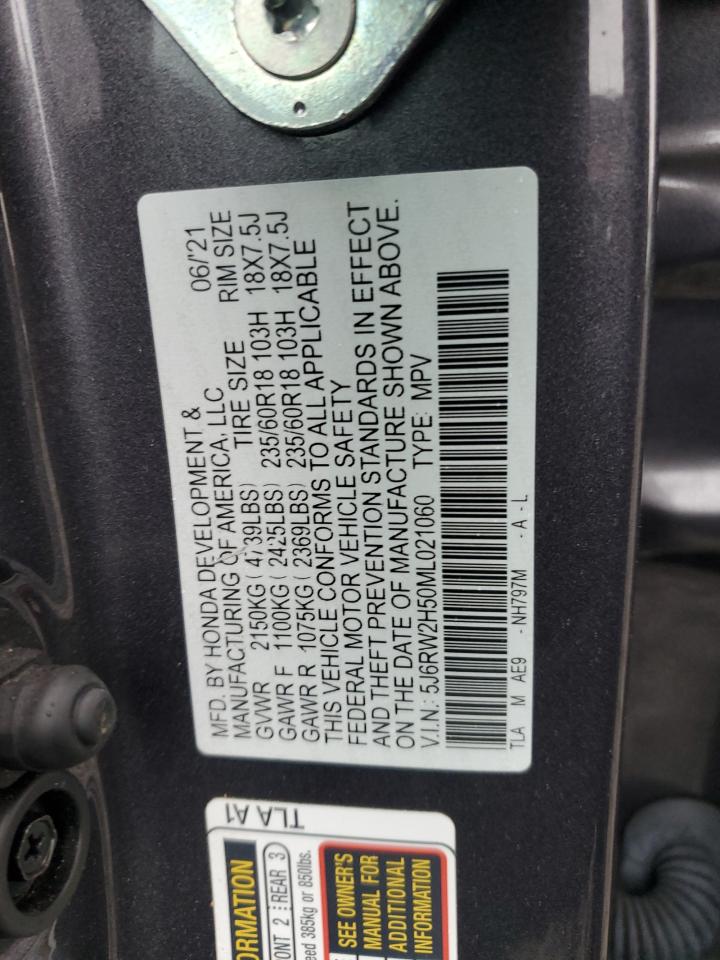 MFD. BY HONDA DEVELOPMENT & 06/'21
MANUFACTURING OF AMERICA, LLC
TIRE SIZE RIM SIZE
GVWR 2150KG ( 4739LBS)
GAWR F 1100KG ( 2425LBS) 235/60R18 103H 18X7.5J
GAWR R 1075KG ( 2369LBS) 235/60R18 103H 18X7.5J
THIS VEHICLE CONFORMS TO ALL APPLICABLE
FEDERAL MOTOR VEHICLE SAFETY
AND THEFT PREVENTION STANDARDS IN EFFECT
ON THE DATE OF MANUFACTURE SHOWN ABOVE.
V.I.N.: 5J6RW2H50ML021060 TYPE: MPV
TLA M AE9 - NH797M - A - L
TLA A1
ORMATION
ONT 2 REAR 3
eed 385kg or 850lbs.
SEE OWNER'S
MANUAL FOR
ADDITIONAL
INFORMATION